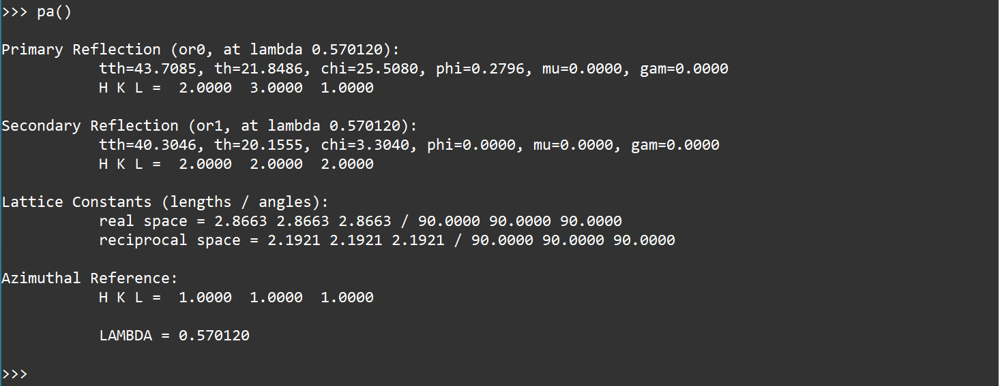 >>> pa()
Primary Reflection (or0, at lambda 0.570120):
tth=43.7085, th=21.8486, chi=25.5080, phi=0.2796, mu=0.0000, gam=0.0000
H K L =  2.0000  3.0000  1.0000
Secondary Reflection (or1, at lambda 0.570120):
tth=40.3046, th=20.1555, chi=3.3040, phi=0.0000, mu=0.0000, gam=0.0000
H K L =  2.0000  2.0000  2.0000
Lattice Constants (lengths / angles):
real space = 2.8663 2.8663 2.8663 / 90.0000 90.0000 90.0000
reciprocal space = 2.1921 2.1921 2.1921 / 90.0000 90.0000 90.0000
Azimuthal Reference:
H K L =  1.0000  1.0000  1.0000
LAMBDA = 0.570120
>>>